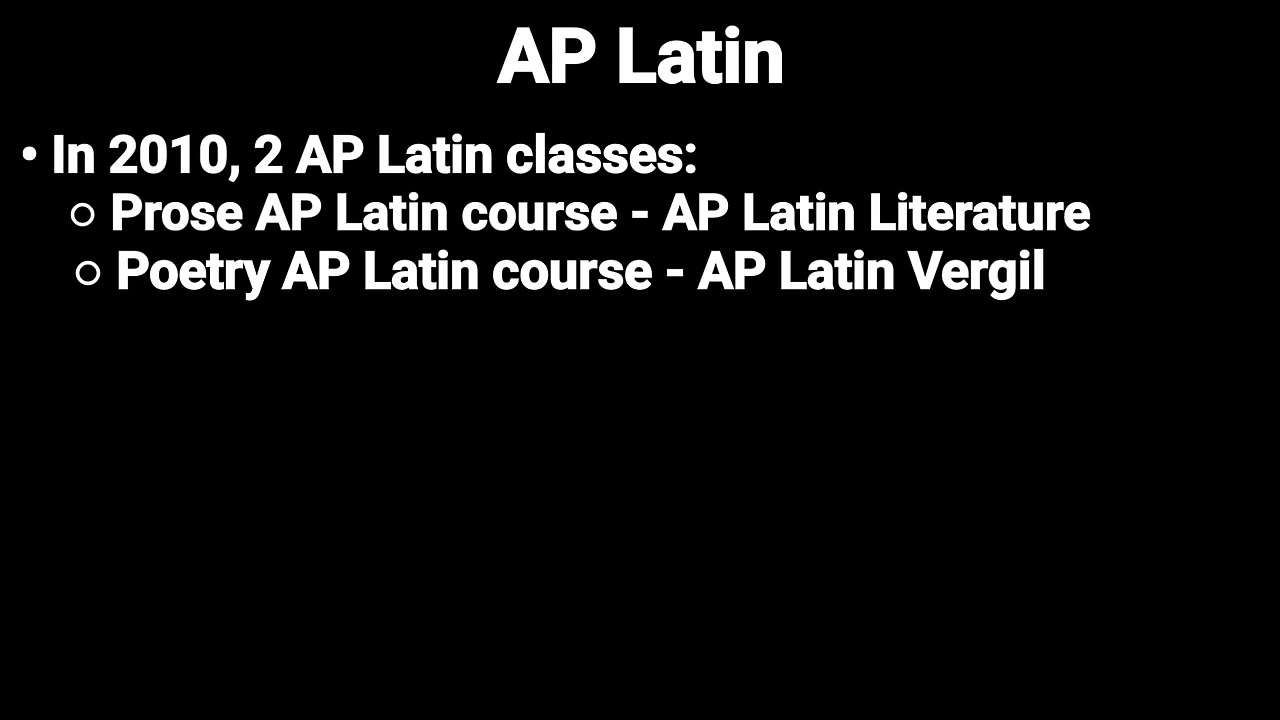 AP Latin
• In 2010, 2 AP Latin classes:
○ Prose AP Latin course - AP Latin Literature
○ Poetry AP Latin course - AP Latin Vergil